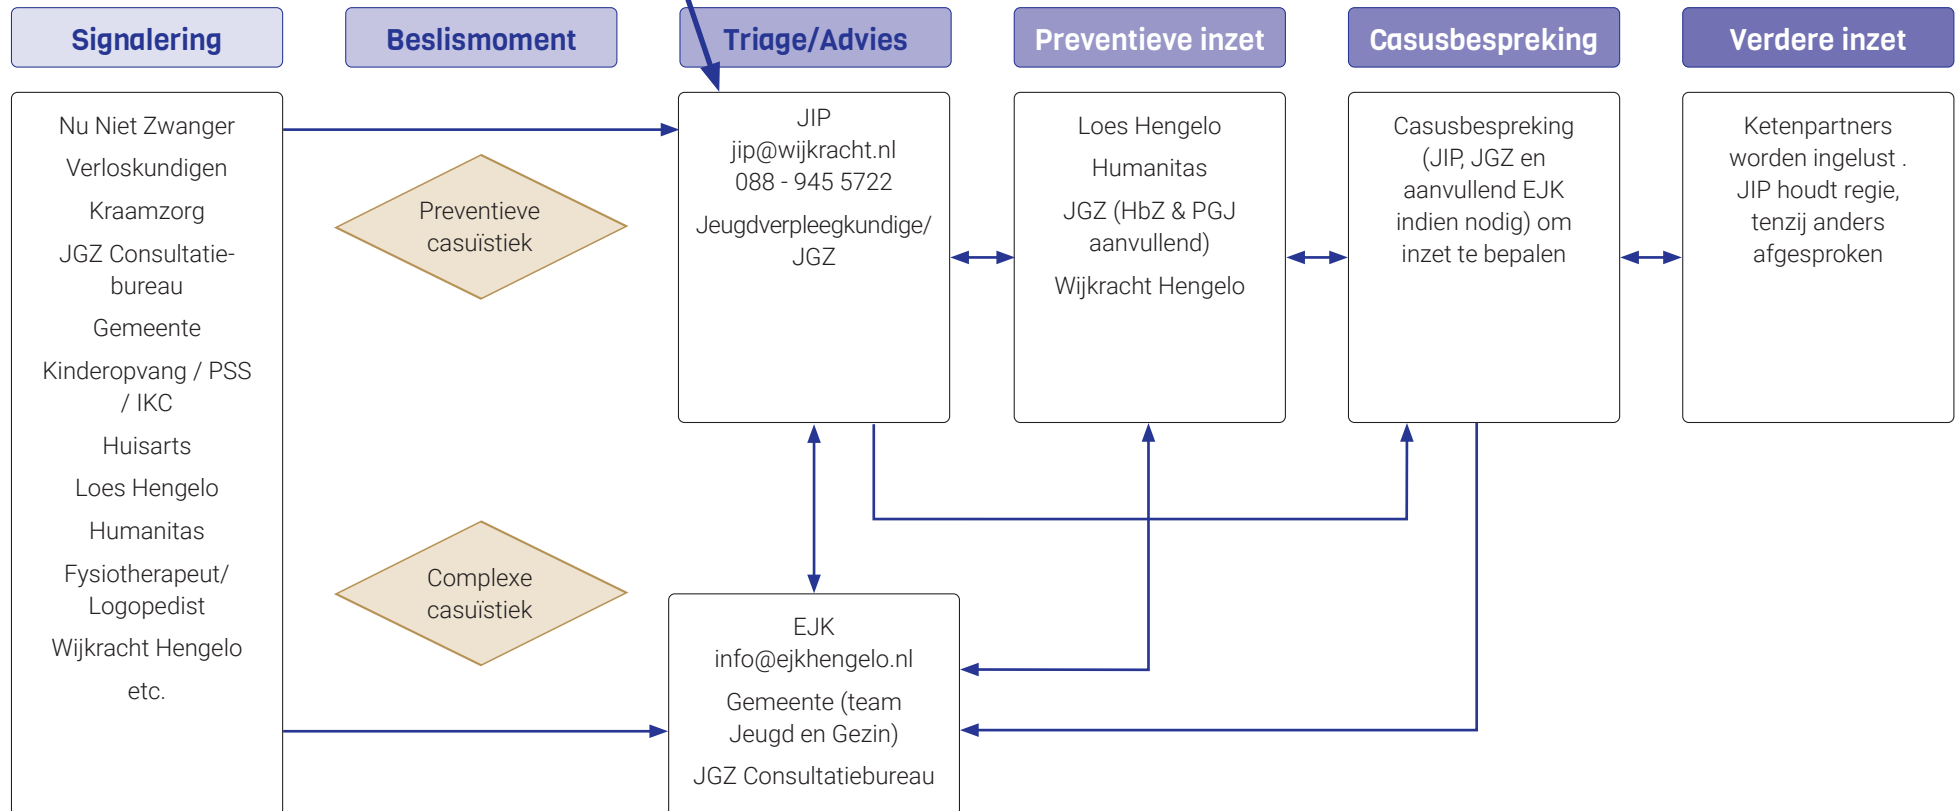 Signalering
Beslismoment
Triage/Advies
Preventieve inzet
Casusbespreking
Verdere inzet
Nu Niet Zwanger
Verloskundigen
Kraamzorg
JGZ Consultatie-
bureau
Gemeente
Kinderopvang / PSS
/ IKC
Huisarts
Loes Hengelo
Humanitas
Fysiotherapeut/
Logopedist
Wijkracht Hengelo
etc.
Preventieve
casuïstiek
Complexe
casuïstiek
JIP
jip@wijkracht.nl
088 - 945 5722
Jeugdverpleegkundige/
JGZ
EJK
info@ejkhengelo.nl
Gemeente (team
Jeugd en Gezin)
JGZ Consultatiebureau
Loes Hengelo
Humanitas
JGZ (HbZ & PGJ
aanvullend)
Wijkracht Hengelo
Casusbespreking
(JIP, JGZ en
aanvullend EJK
indien nodig) om
inzet te bepalen
Ketenpartners
worden ingelust .
JIP houdt regie,
tenzij anders
afgesproken